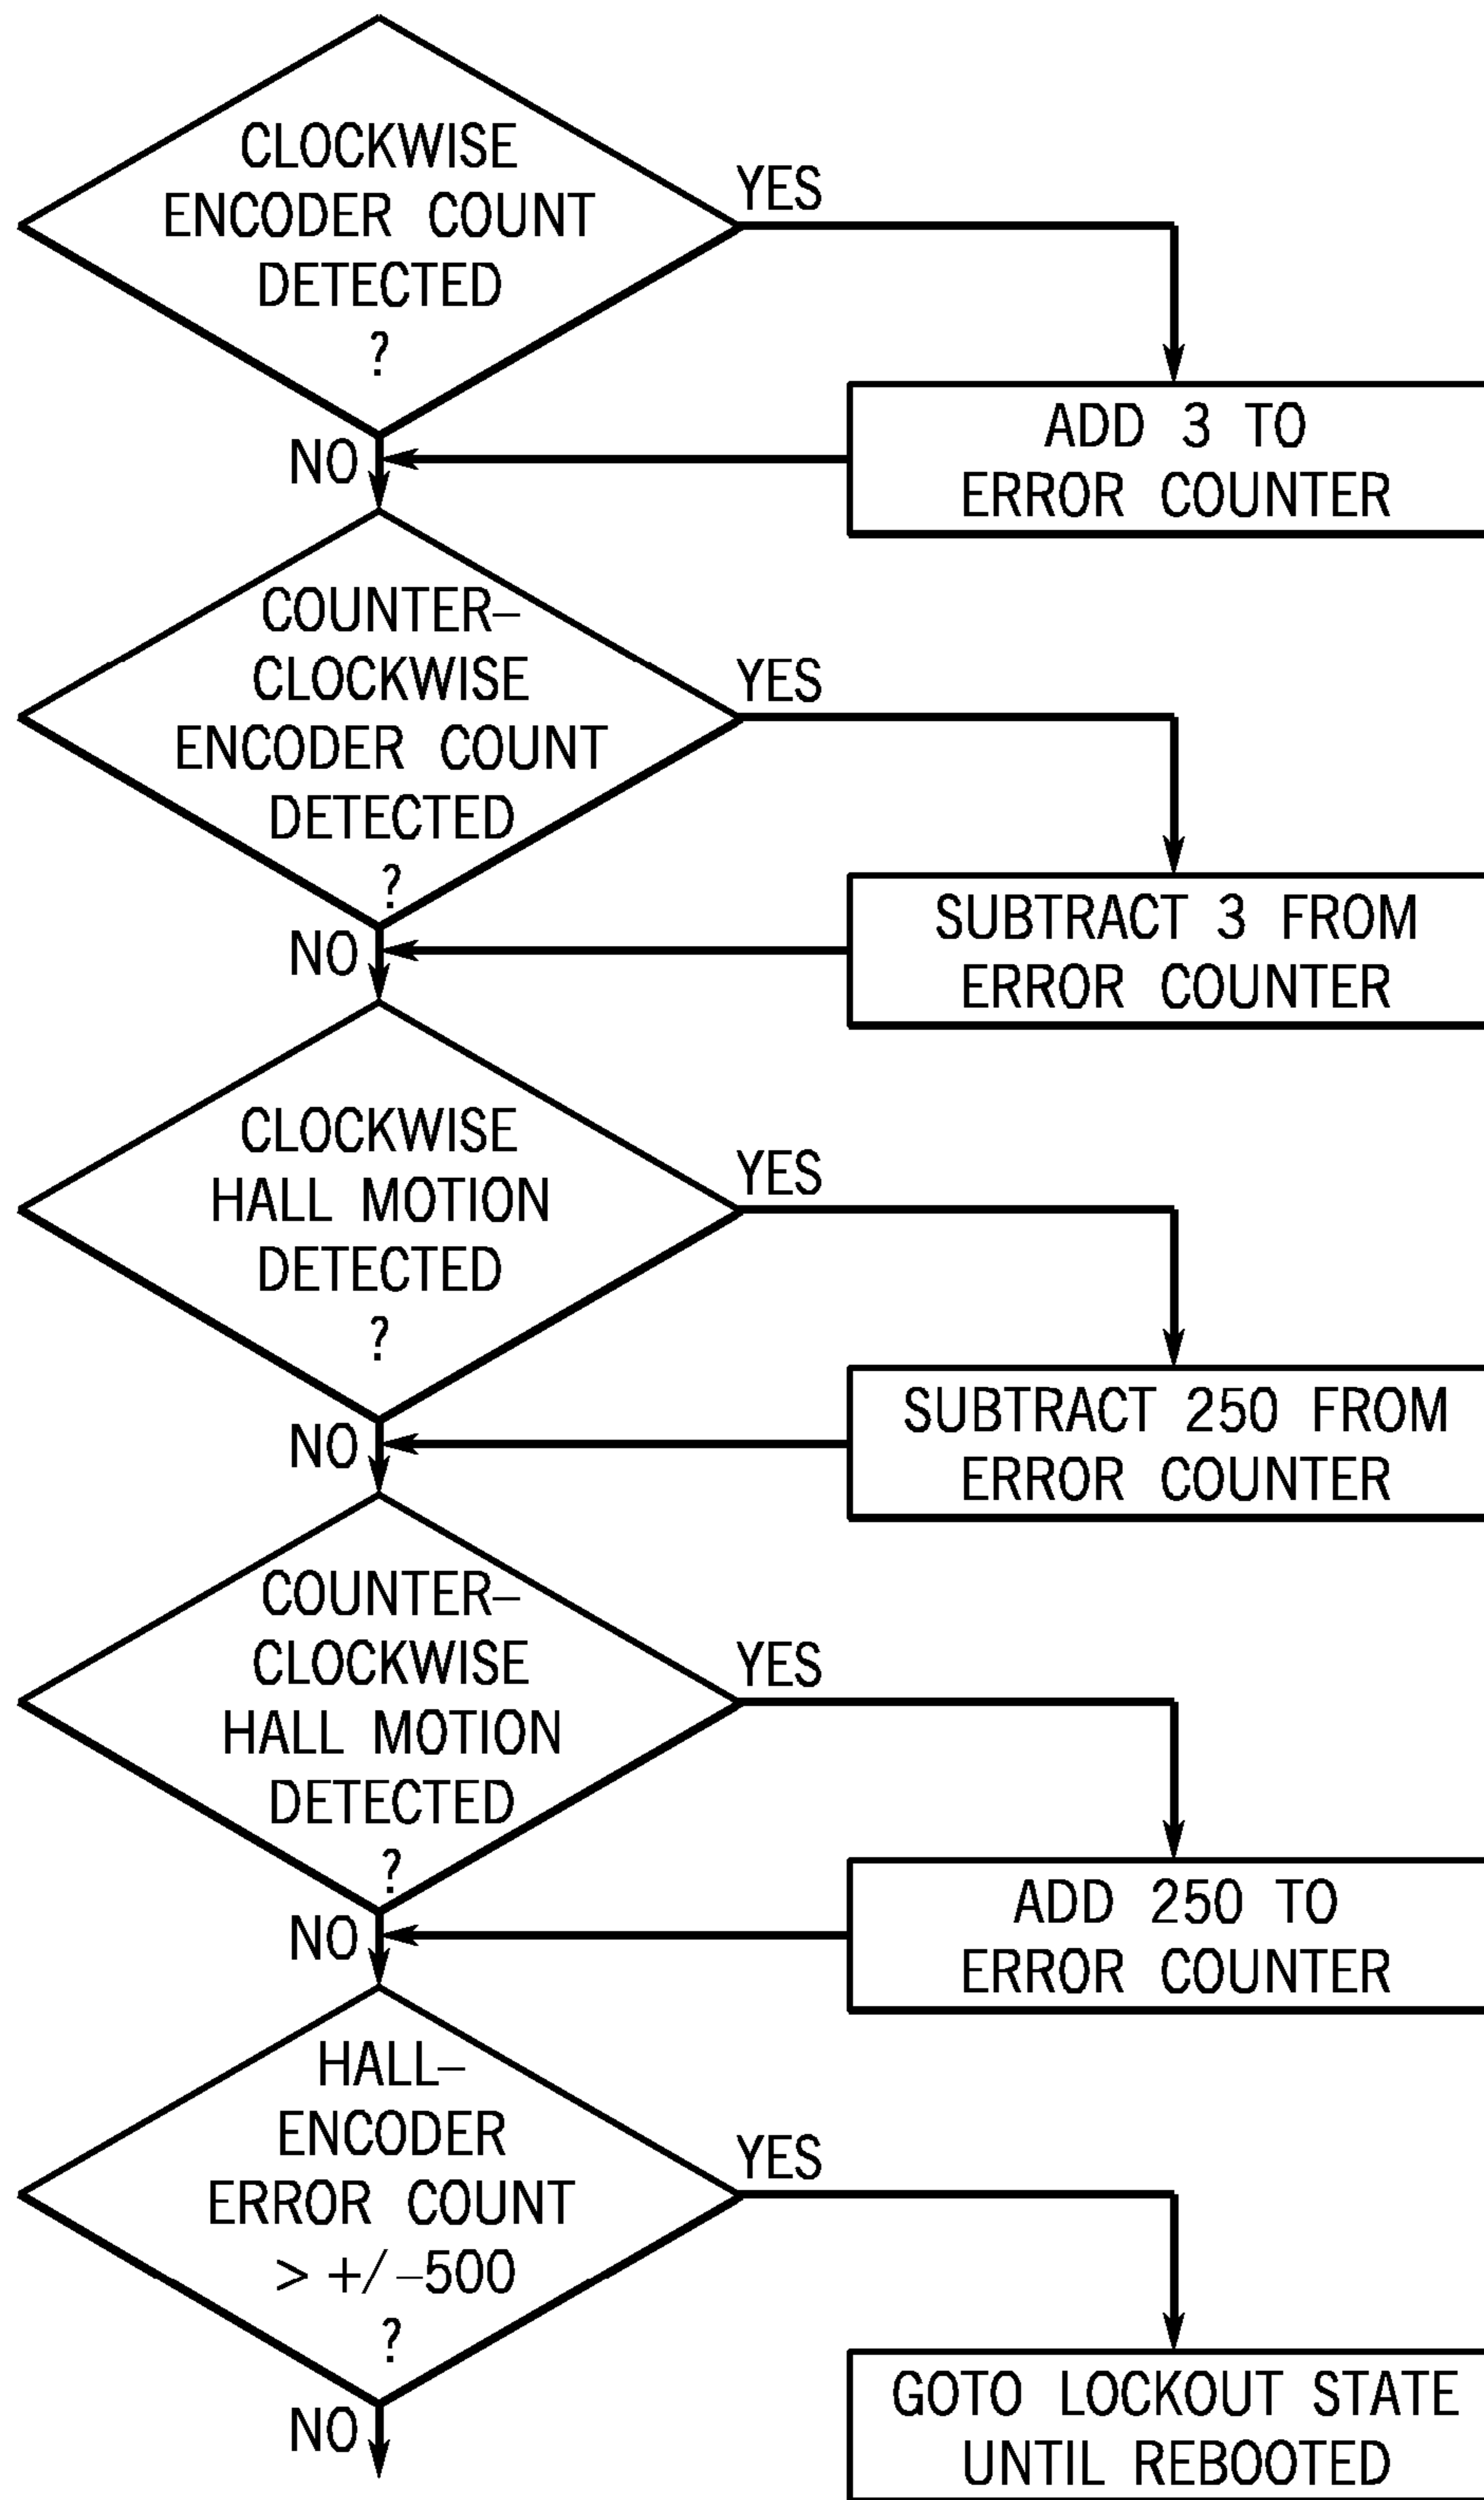 CLOCKWISE
ENCODER COUNT
DETECTED
?
YES
ADD 3 TO
ERROR COUNTER
NO
COUNTER-
CLOCKWISE
ENCODER COUNT
DETECTED
?
YES
SUBTRACT 3 FROM
ERROR COUNTER
NO
CLOCKWISE
HALL MOTION
DETECTED
?
YES
SUBTRACT 250 FROM
ERROR COUNTER
NO
COUNTER-
CLOCKWISE
HALL MOTION
DETECTED
?
YES
ADD 250 TO
ERROR COUNTER
NO
HALL-
ENCODER
ERROR COUNT
> +/-500
?
YES
GOTO LOCKOUT STATE
UNTIL REBOOTED
NO